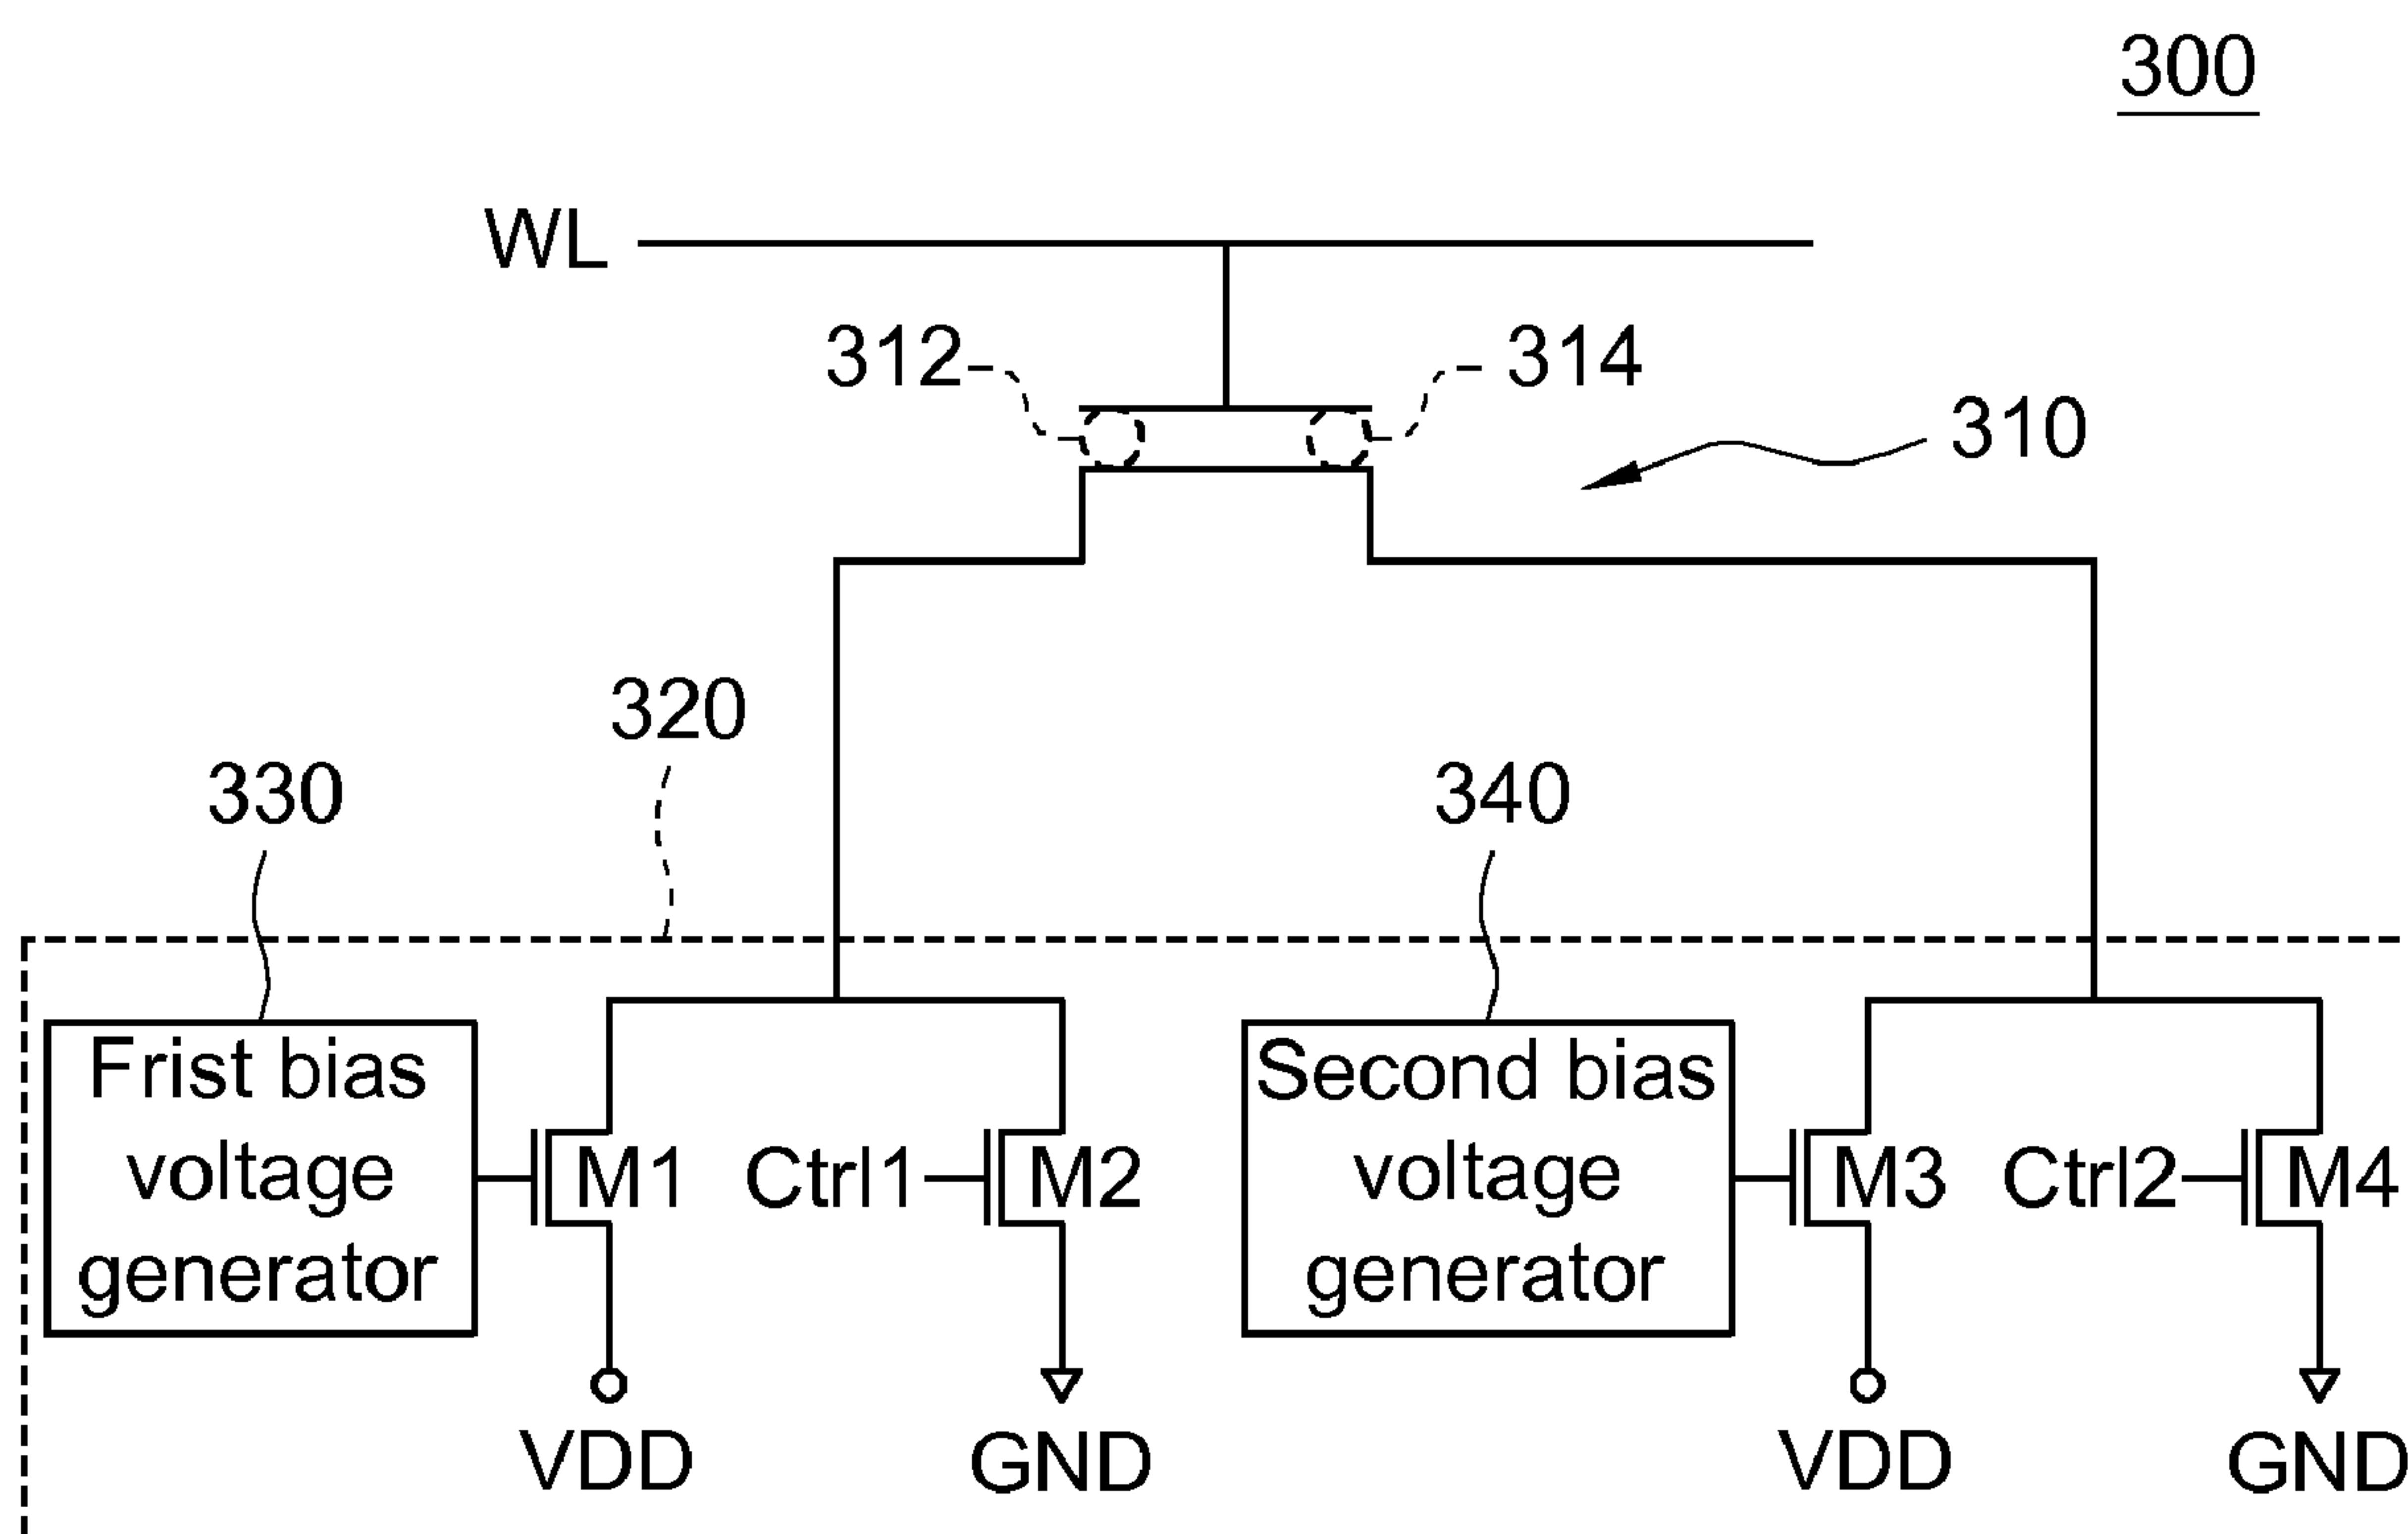 300
WL
312
314
310
320
330
340
Frist bias
voltage
generator
M1
Ctrl1
M2
Second bias
voltage
generator
M3
Ctrl2
M4
VDD
GND
VDD
GND